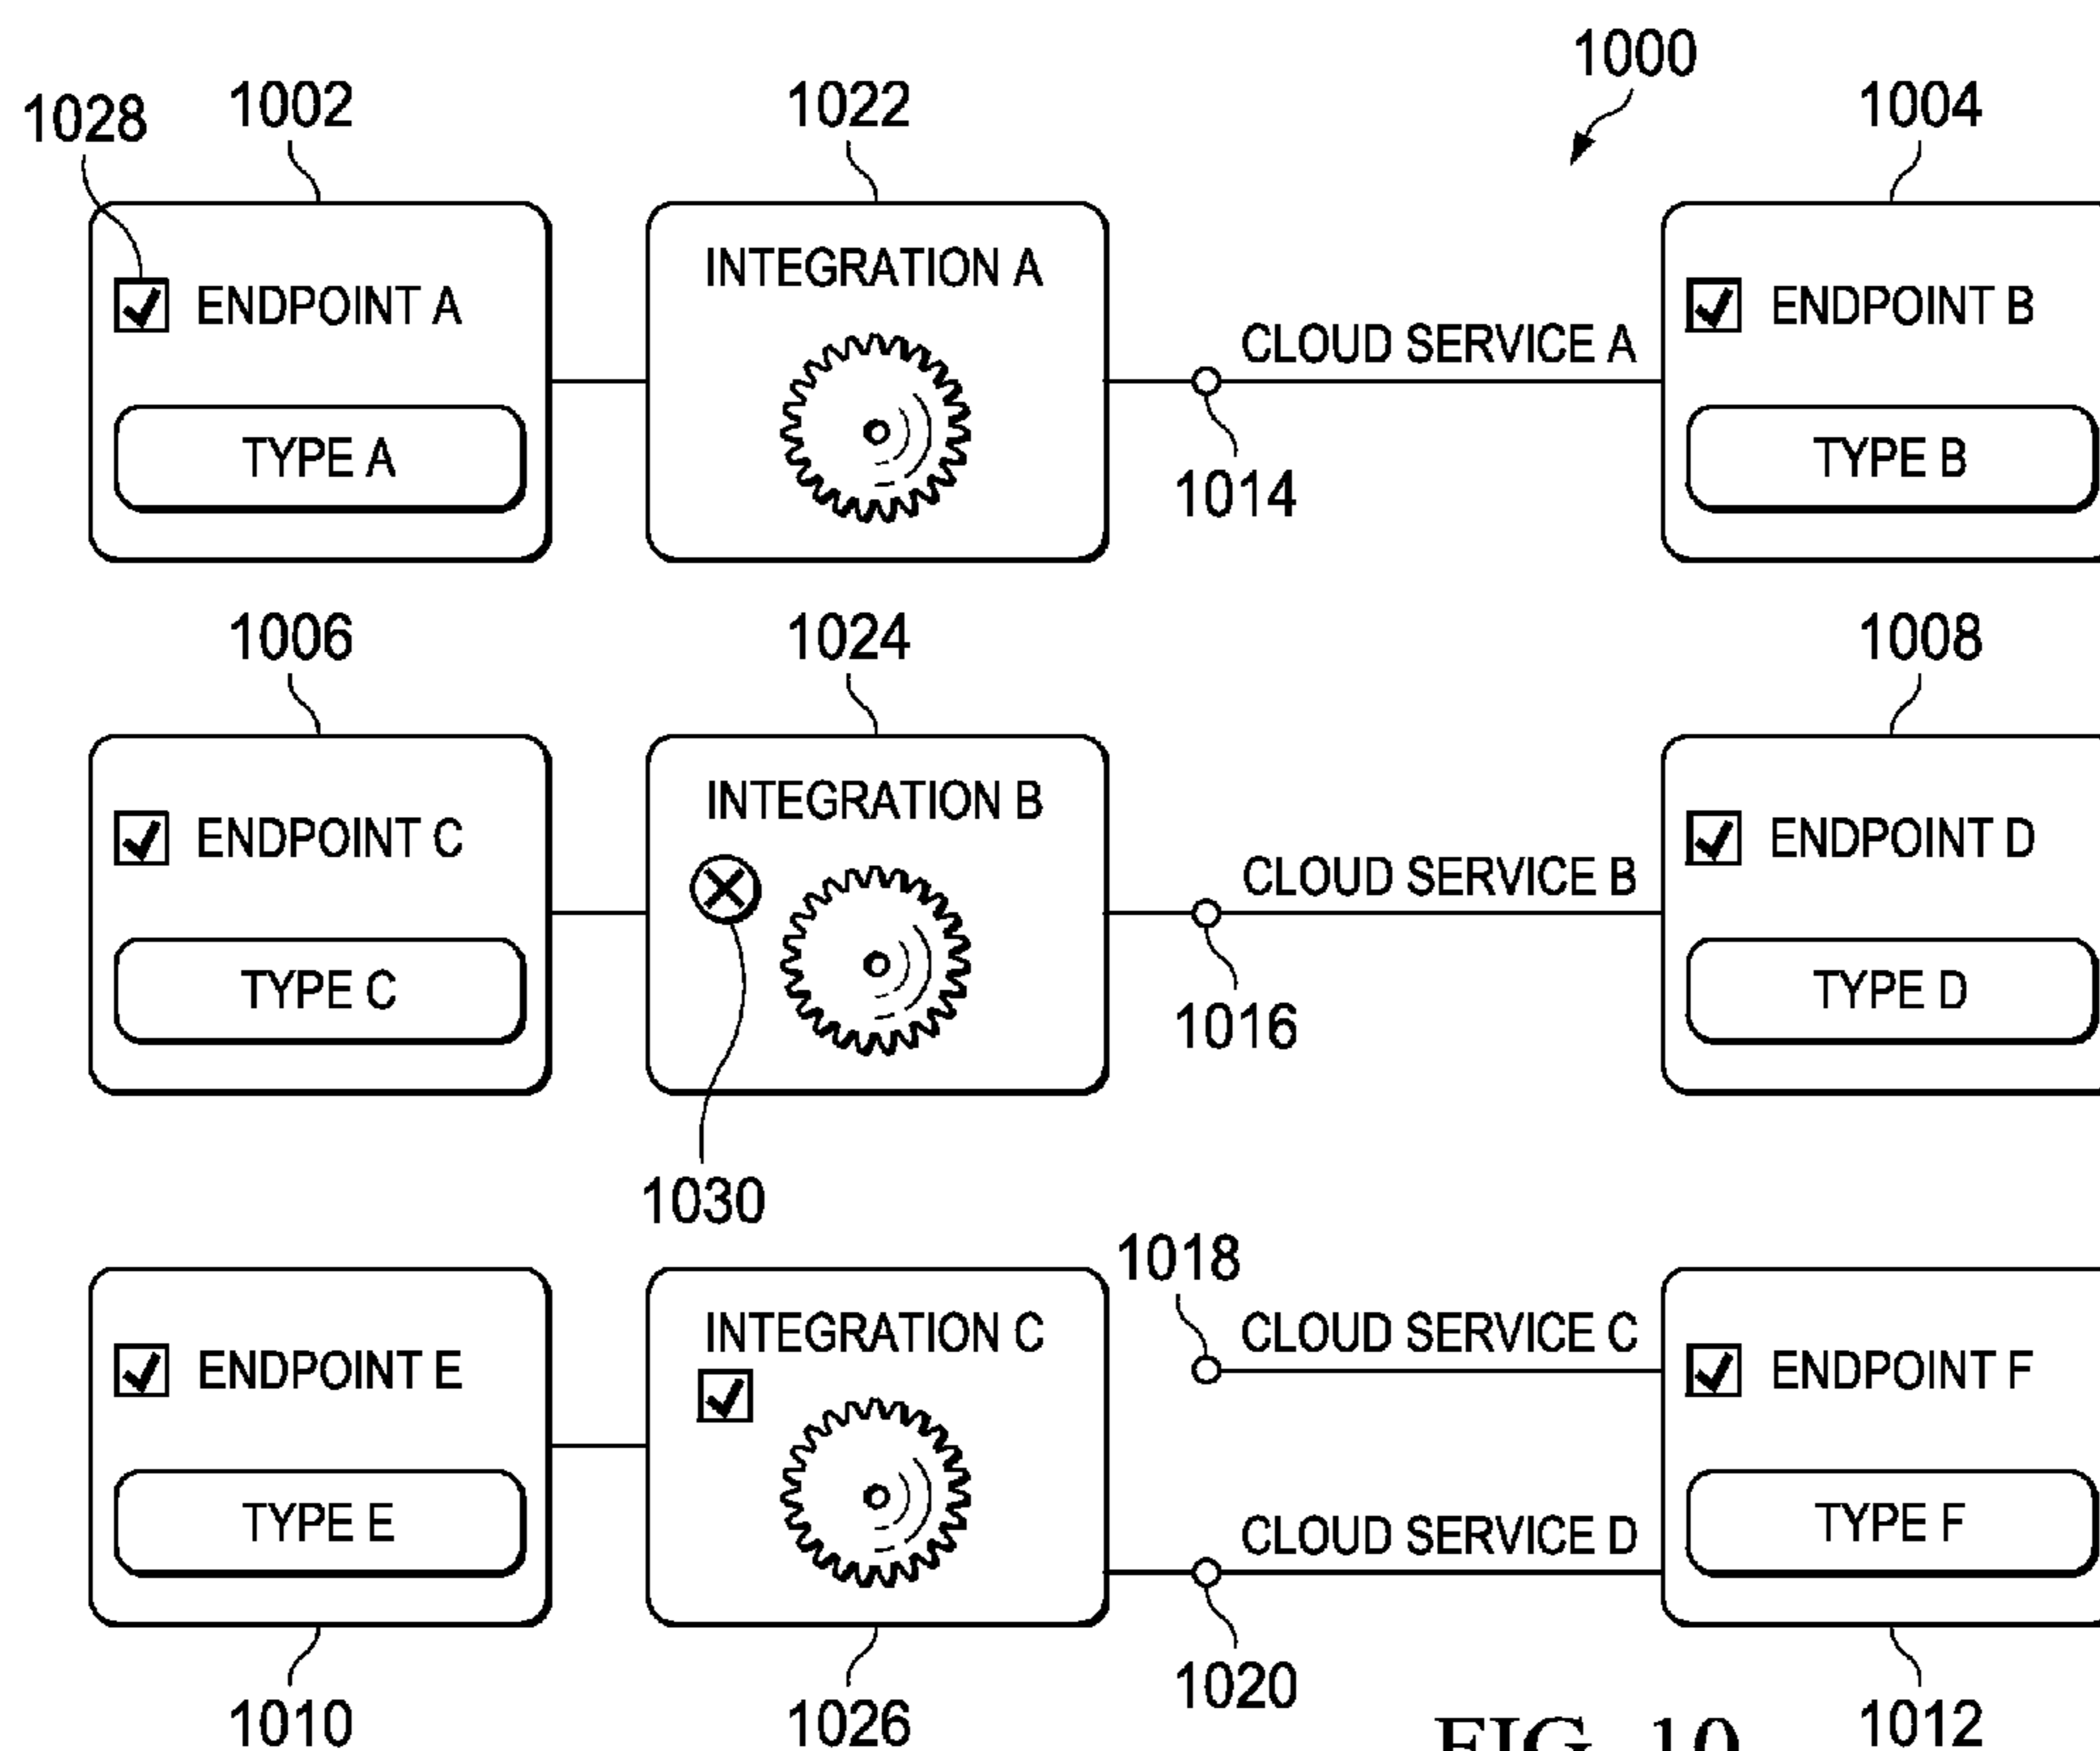 1000
1028
1002
1022
1004
ENDPOINT A
TYPE A
INTEGRATION A
CLOUD SERVICE A
1014
ENDPOINT B
TYPE B
1006
1024
1008
ENDPOINT C
TYPE C
INTEGRATION B
1030
CLOUD SERVICE B
1016
ENDPOINT D
TYPE D
ENDPOINT E
TYPE E
INTEGRATION C
1018
CLOUD SERVICE C
CLOUD SERVICE D
1020
ENDPOINT F
TYPE F
1010
1026
1012
FIG. 10